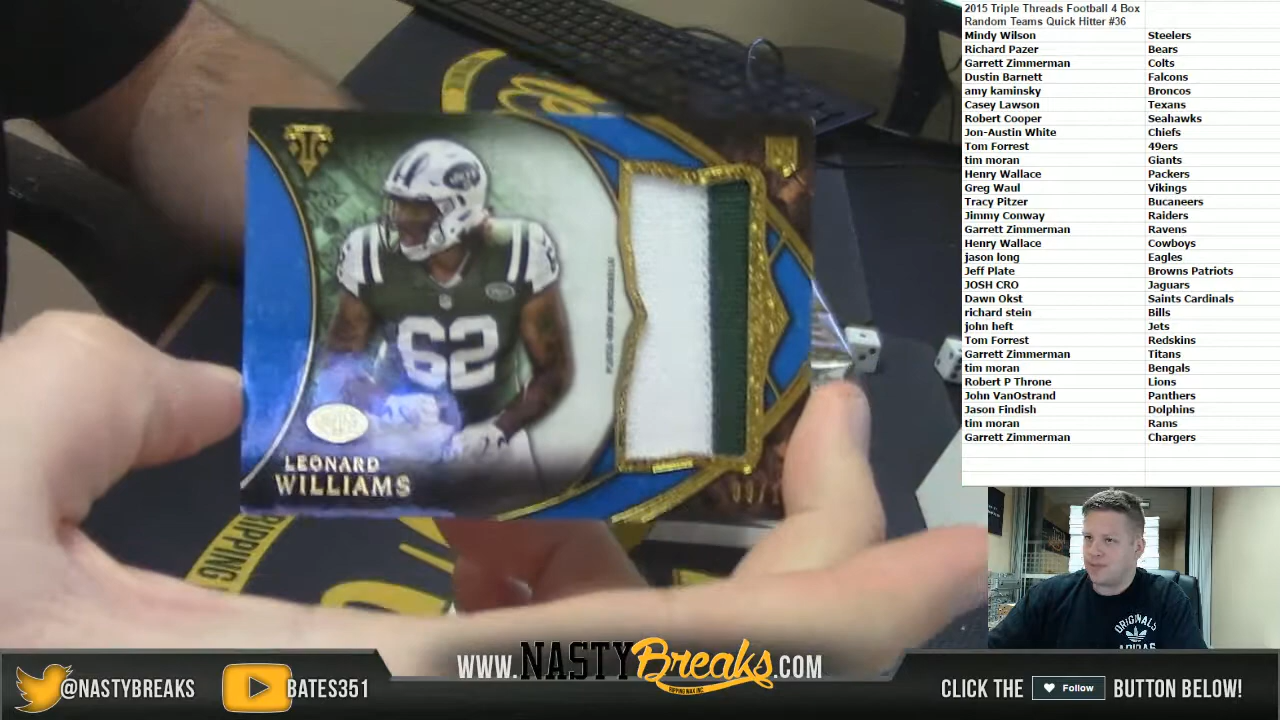 2015 Triple Threads Football 4 Box
Random Teams Quick Hitter #36
Mindy Wilson Steelers
Richard Pazer Bears
Garrett Zimmerman Colts
Dustin Barnett Falcons
amy kaminsky Broncos
Casey Lawson Texans
Robert Cooper Seahawks
Jon-Austin White Chiefs
Tom Forrest 49ers
tim moran Giants
Henry Wallace Packers
Greg Waul Vikings
Tracy Pitzer Bucaneers
Jimmy Conway Raiders
Garrett Zimmerman Ravens
Henry Wallace Cowboys
jason long Eagles
Jeff Plate Browns Patriots
JOSH CRO Jaguars
Dawn Okst Saints Cardinals
richard stein Bills
john heft Jets
Tom Forrest Redskins
Garrett Zimmerman Titans
tim moran Bengals
Robert P Throne Lions
John VanOstrand Panthers
Jason Findish Dolphins
tim moran Rams
Garrett Zimmerman Chargers
JETS
62
LEONARD
WILLIAMS
RIPPING
ORIGINALS
ADIDAS
@NASTYBREAKS
BATES351
WWW.NASTYBreaks.COM
RIPPING WAX INC.
CLICK THE Follow BUTTON BELOW!